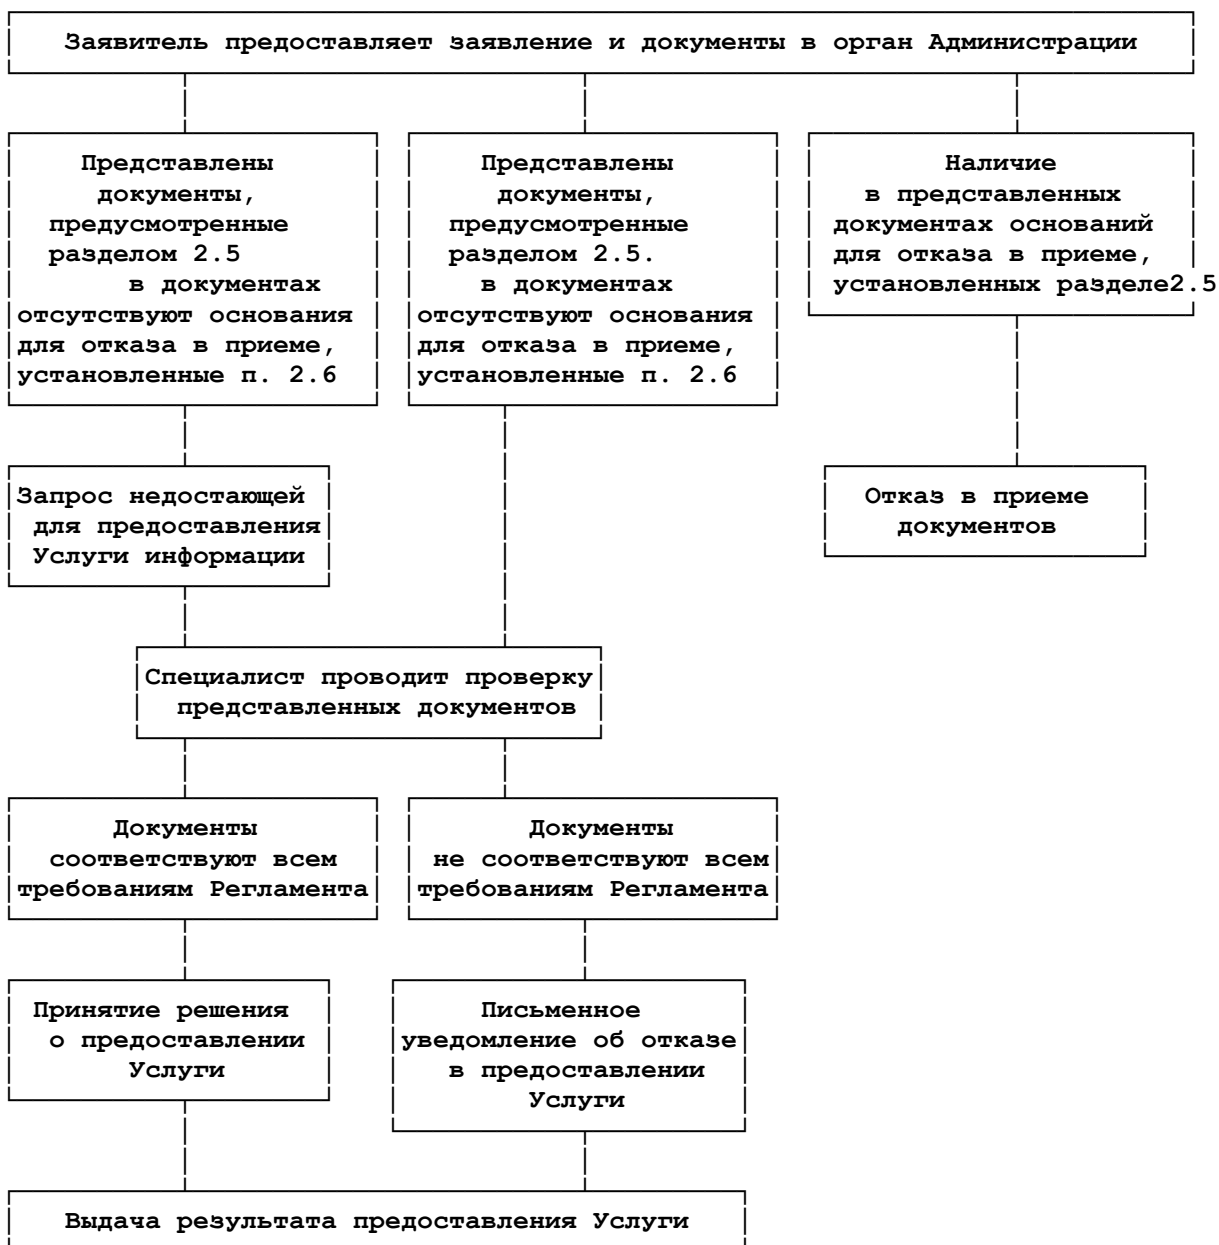 Заявитель предоставляет заявление и документы в орган Администрации
Представлены
документы,
предусмотренные
разделом 2.5
в документах
отсутствуют основания
для отказа в приеме,
установленные п. 2.6
Представлены
документы,
предусмотренные
разделом 2.5.
в документах
отсутствуют основания
для отказа в приеме,
установленные п. 2.6
Наличие
в представленных
документах оснований
для отказа в приеме,
установленных разделе2.5
Запрос недостающей
для предоставления
Услуги информации
Отказ в приеме
документов
Специалист проводит проверку
представленных документов
Документы
соответствуют всем
требованиям Регламента
Документы
не соответствуют всем
требованиям Регламента
Принятие решения
о предоставлении
Услуги
Письменное
уведомление об отказе
в предоставлении
Услуги
Выдача результата предоставления Услуги